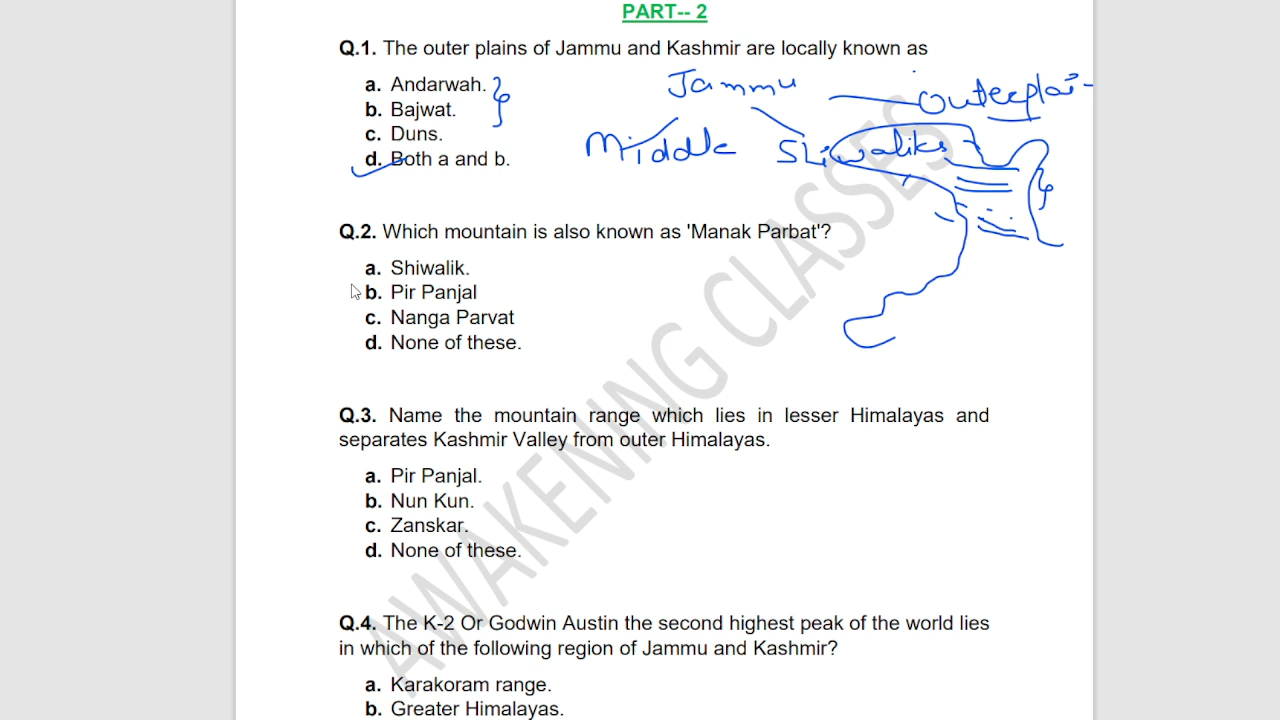 PART-- 2
Q.1. The outer plains of Jammu and Kashmir are locally known as
a. Andarwah.
b. Bajwat.
c. Duns.
d. Both a and b.
Jammu
Outerplai
Middle
Shiwaliks
Q.2. Which mountain is also known as 'Manak Parbat'?
a. Shiwalik.
b. Pir Panjal
c. Nanga Parvat
d. None of these.
Q.3. Name the mountain range which lies in lesser Himalayas and
separates Kashmir Valley from outer Himalayas.
a. Pir Panjal.
b. Nun Kun.
c. Zanskar.
d. None of these.
Q.4. The K-2 Or Godwin Austin the second highest peak of the world lies
in which of the following region of Jammu and Kashmir?
a. Karakoram range.
b. Greater Himalayas.
AWAKENING CLASSES